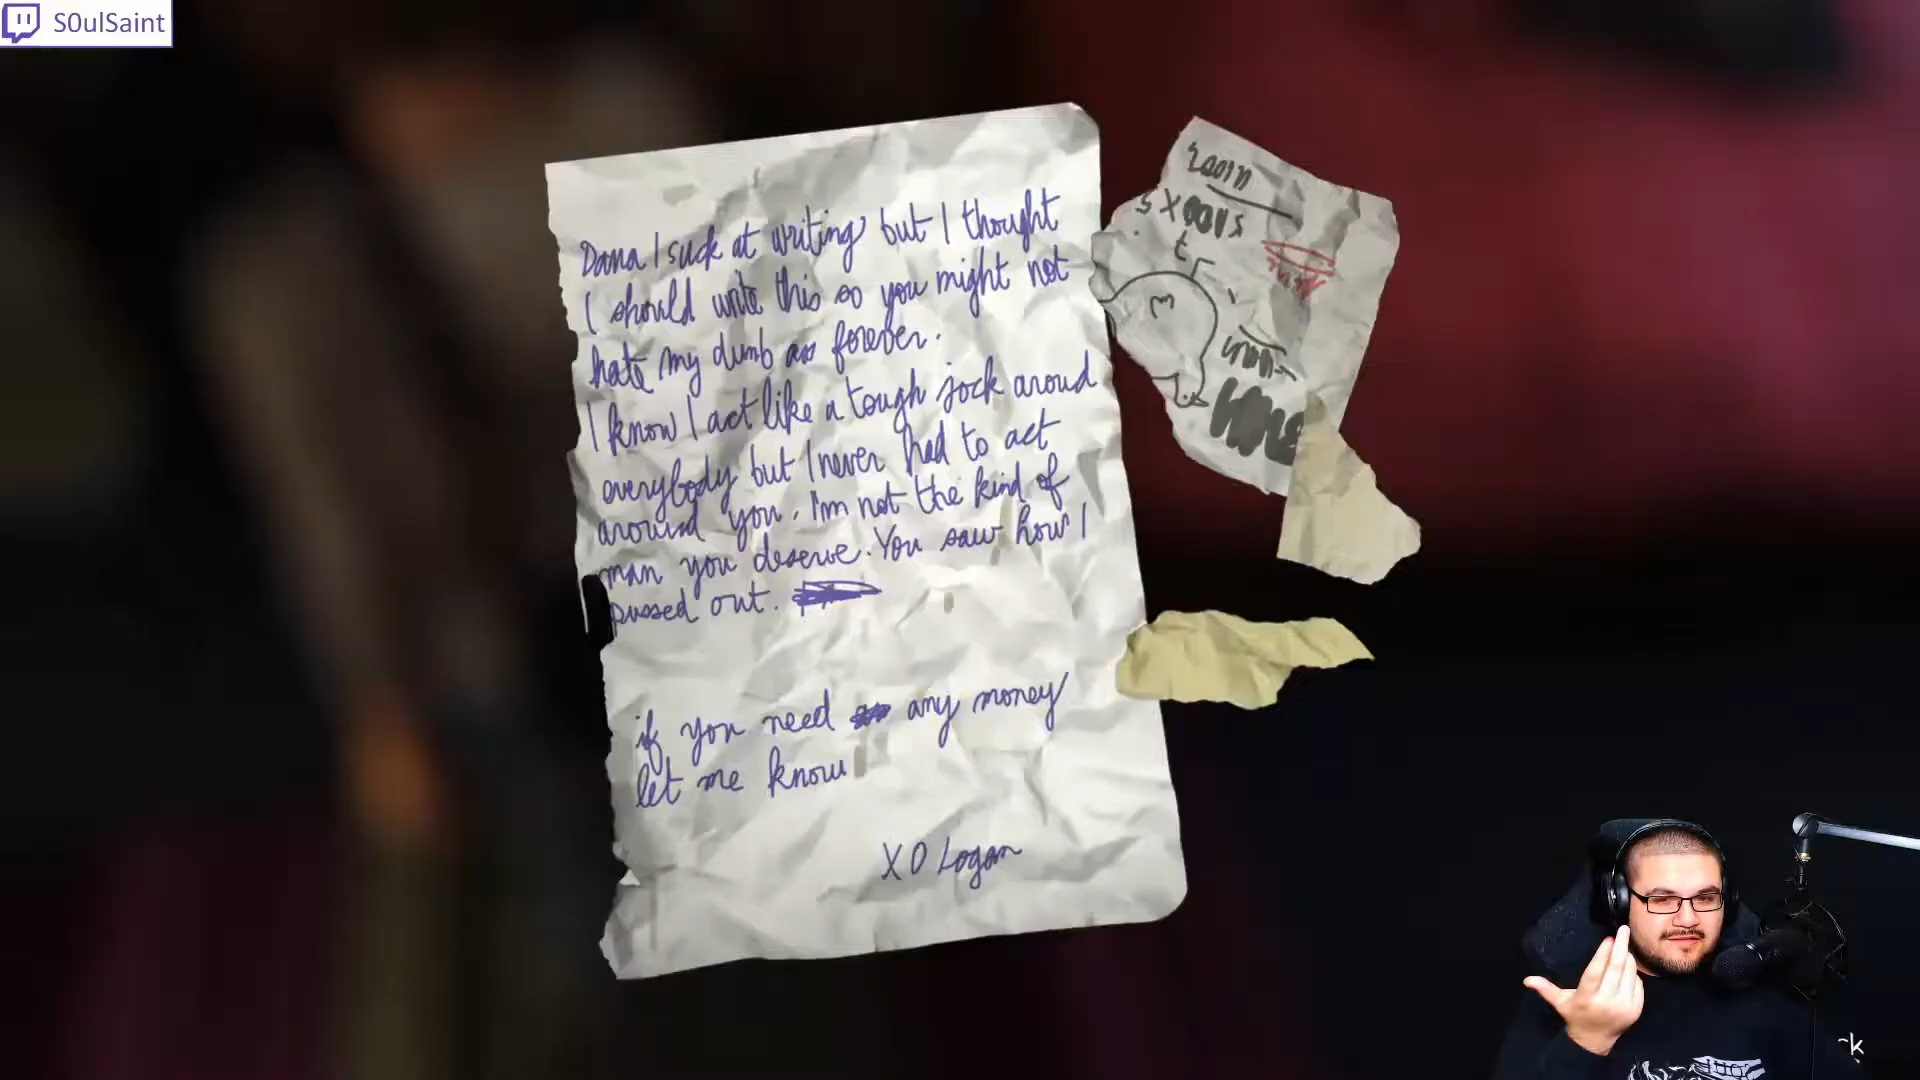 S0ulSaint
Dana I suck at writing but I thought
I should write this so you might not
hate my dumb ass forever.
I know I act like a tough jock aroud
everybody but I never had to act
around you. I'm not the kind of
man you deserve. You saw how I
pussed out.
if you need any money
let me know
XO Logan